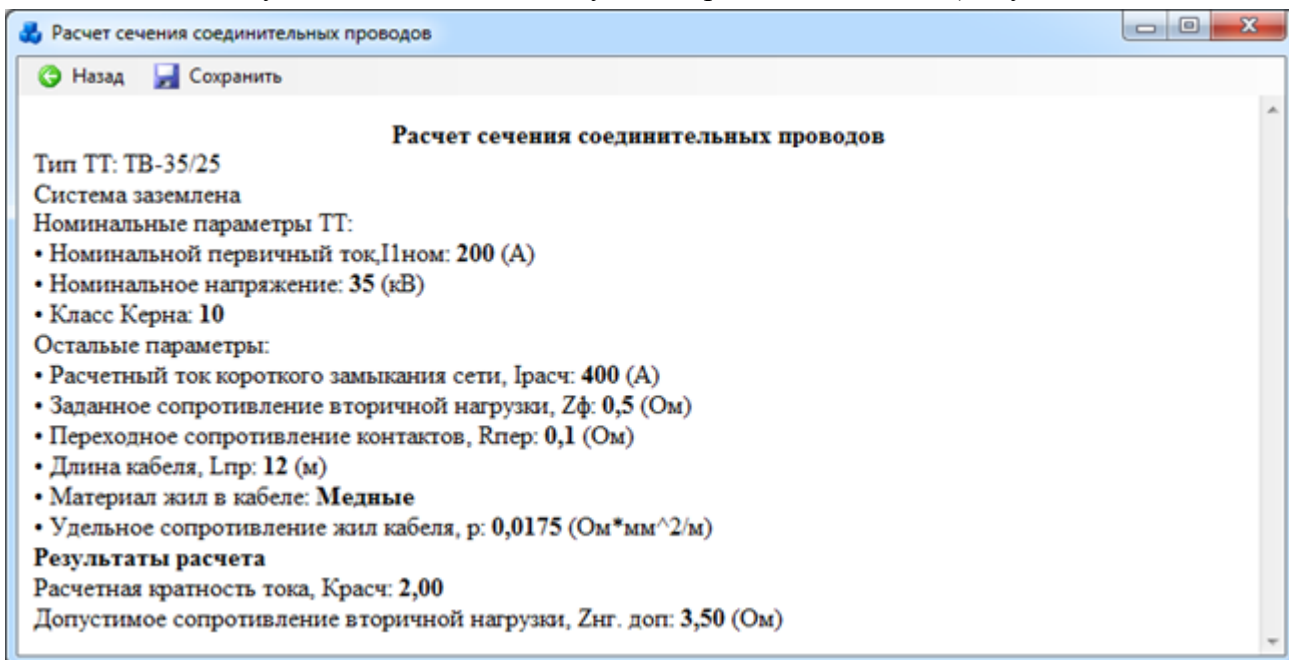 Расчет сечения соединительных проводов
Назад Сохранить
Расчет сечения соединительных проводов
Тип ТТ: ТВ-35/25
Система заземлена
Номинальные параметры ТТ:
• Номинальной первичный ток,I1ном: 200 (А)
• Номинальное напряжение: 35 (кВ)
• Класс Керна: 10
Остальые параметры:
• Расчетный ток короткого замыкания сети, Iрасч: 400 (А)
• Заданное сопротивление вторичной нагрузки, Zф: 0,5 (Ом)
• Переходное сопротивление контактов, Rпер: 0,1 (Ом)
• Длина кабеля, Lпр: 12 (м)
• Материал жил в кабеле: Медные
• Удельное сопротивление жил кабеля, р: 0,0175 (Ом*мм^2/м)
Результаты расчета
Расчетная кратность тока, Красч: 2,00
Допустимое сопротивление вторичной нагрузки, Zнг. доп: 3,50 (Ом)